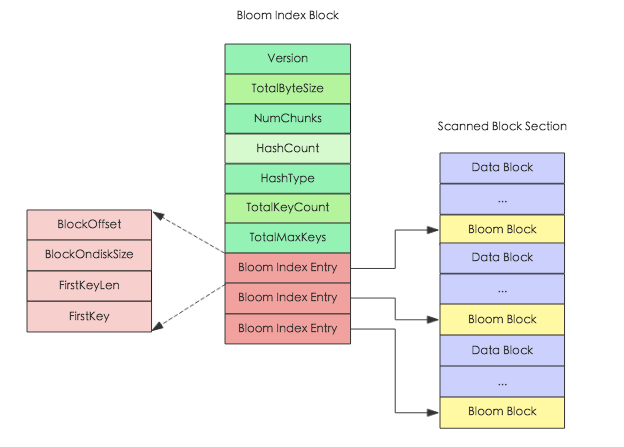 Bloom Index Block
Version
TotalByteSize
NumChunks
HashCount
HashType
TotalKeyCount
TotalMaxKeys
Bloom Index Entry
Bloom Index Entry
Bloom Index Entry
BlockOffset
BlockOndiskSize
FirstKeyLen
FirstKey
Scanned Block Section
Data Block
...
Bloom Block
Data Block
...
Bloom Block
Data Block
...
Bloom Block